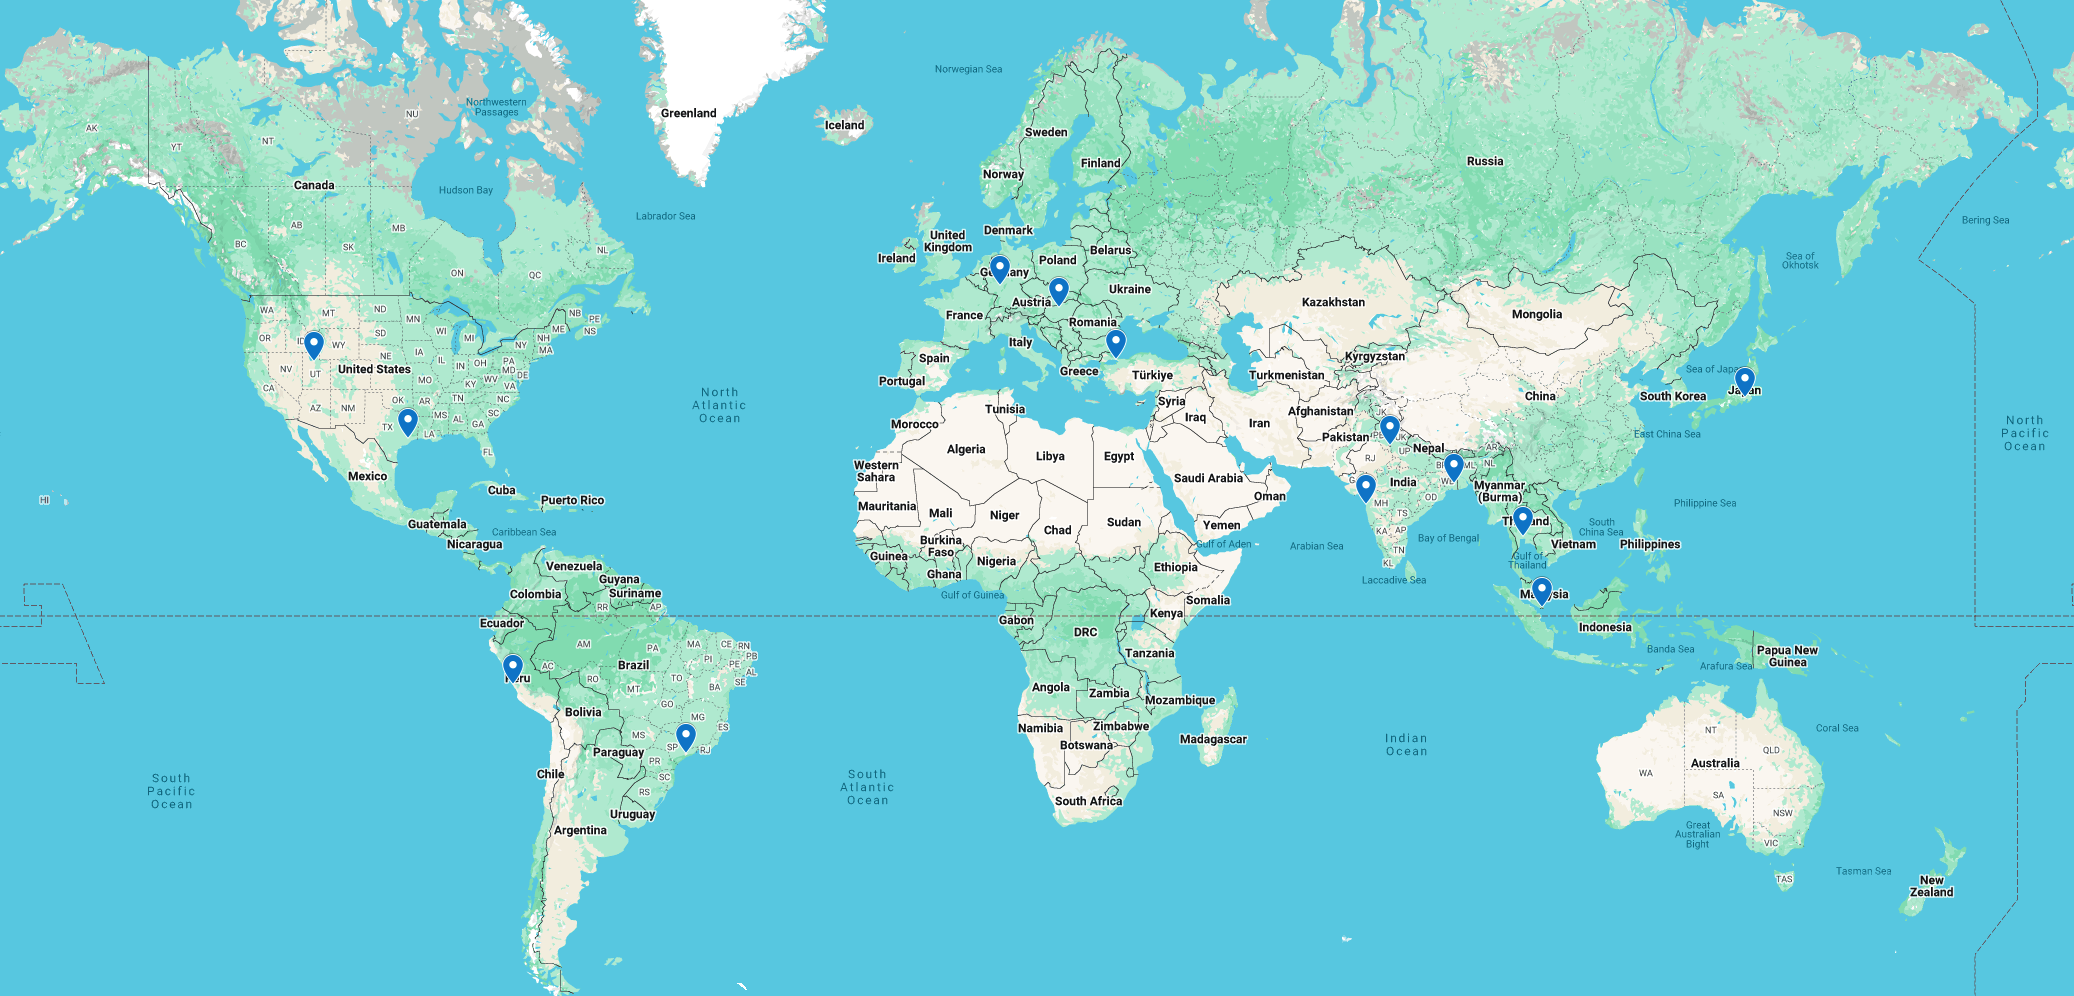 Greenland
Iceland
Norwegian Sea
Northwestern
Passages
NU
AK
YT
NT
Canada
Hudson Bay
Labrador Sea
BC
AB
SK
MB
ON
QC
NL
NB
PE
NS
ME
WA
MT
ND
MN
OR
WY
SD
WI
MI
NY
NH
MA
IA
NE
IL
IN
OH
PA
MD
DE
NV
UT
United States
MO
KY
WV
VA
CA
AZ
NM
OK
AR
TN
NC
SC
MS
AL
GA
TX
LA
FL
Mexico
Cuba
Puerto Rico
HI
Guatemala
Caribbean Sea
Nicaragua
North
Atlantic
Ocean
Venezuela
Guyana
Suriname
Colombia
RR
AP
Ecuador
AM
PA
MA
CE
RN
PB
PI
PE
AL
SE
AC
Brazil
RO
TO
MT
BA
GO
Bolivia
MG
ES
MS
SP
RJ
Paraguay
PR
SC
Chile
RS
Uruguay
Argentina
South
Pacific
Ocean
South
Atlantic
Ocean
Sweden
Finland
Norway
Russia
Denmark
United
Kingdom
Ireland
Belarus
Poland
Ukraine
Austria
France
Romania
Italy
Spain
Portugal
Greece
Türkiye
Kazakhstan
Mongolia
Kyrgyzstan
Turkmenistan
Sea of
Okhotsk
Bering Sea
China
South Korea
East China Sea
North
Pacific
Ocean
Tunisia
Morocco
Algeria
Libya
Egypt
Western
Sahara
Mauritania
Mali
Niger
Chad
Sudan
Burkina
Faso
Guinea
Ghana
Nigeria
Ethiopia
Gulf of Guinea
Gabon
DRC
Kenya
Somalia
Tanzania
Angola
Zambia
Mozambique
Namibia
Zimbabwe
Botswana
Madagascar
South Africa
Syria
Iraq
Iran
Afghanistan
Pakistan
Saudi Arabia
Oman
Yemen
Gulf of Aden
Arabian Sea
JK
UK
UP
RJ
Nepal
AR
NL
ML
India
OD
MH
TS
KA
AP
TN
KL
Bay of Bengal
Laccadive Sea
Myanmar
(Burma)
Vietnam
Gulf of
Thailand
South
China Sea
Philippines
Philippine Sea
Indonesia
Banda Sea
Arafura Sea
Papua New
Guinea
Indian
Ocean
Coral Sea
NT
QLD
WA
Australia
SA
NSW
VIC
TAS
Great
Australian
Bight
Tasman Sea
New
Zealand